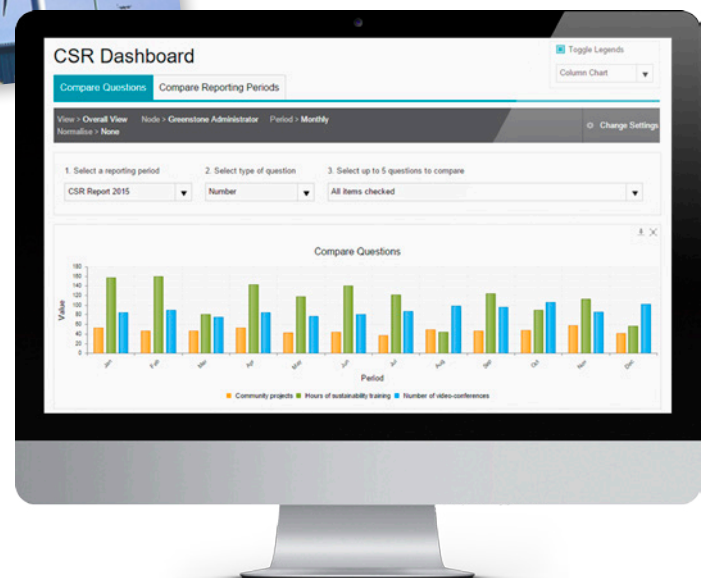 CSR Dashboard
Toggle Legends
Column Chart
Compare Questions Compare Reporting Periods
View > Overall View Node > Greenstone Administrator Period > Monthly
Normalise > None
Change Settings
1. Select a reporting period 2. Select type of question 3. Select up to 5 questions to compare
CSR Report 2015 Number All items checked
Compare Questions
180
160
140
120
100
80
60
40
20
0
Value
Jan Feb Mar Apr May Jun Jul Aug Sep Oct Nov Dec
Period
Community projects Hours of sustainability training Number of video-conferences